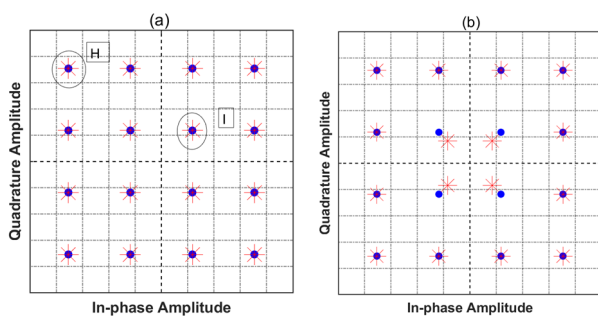 (a)
(b)
H
I
Quadrature Amplitude
Quadrature Amplitude
In-phase Amplitude
In-phase Amplitude